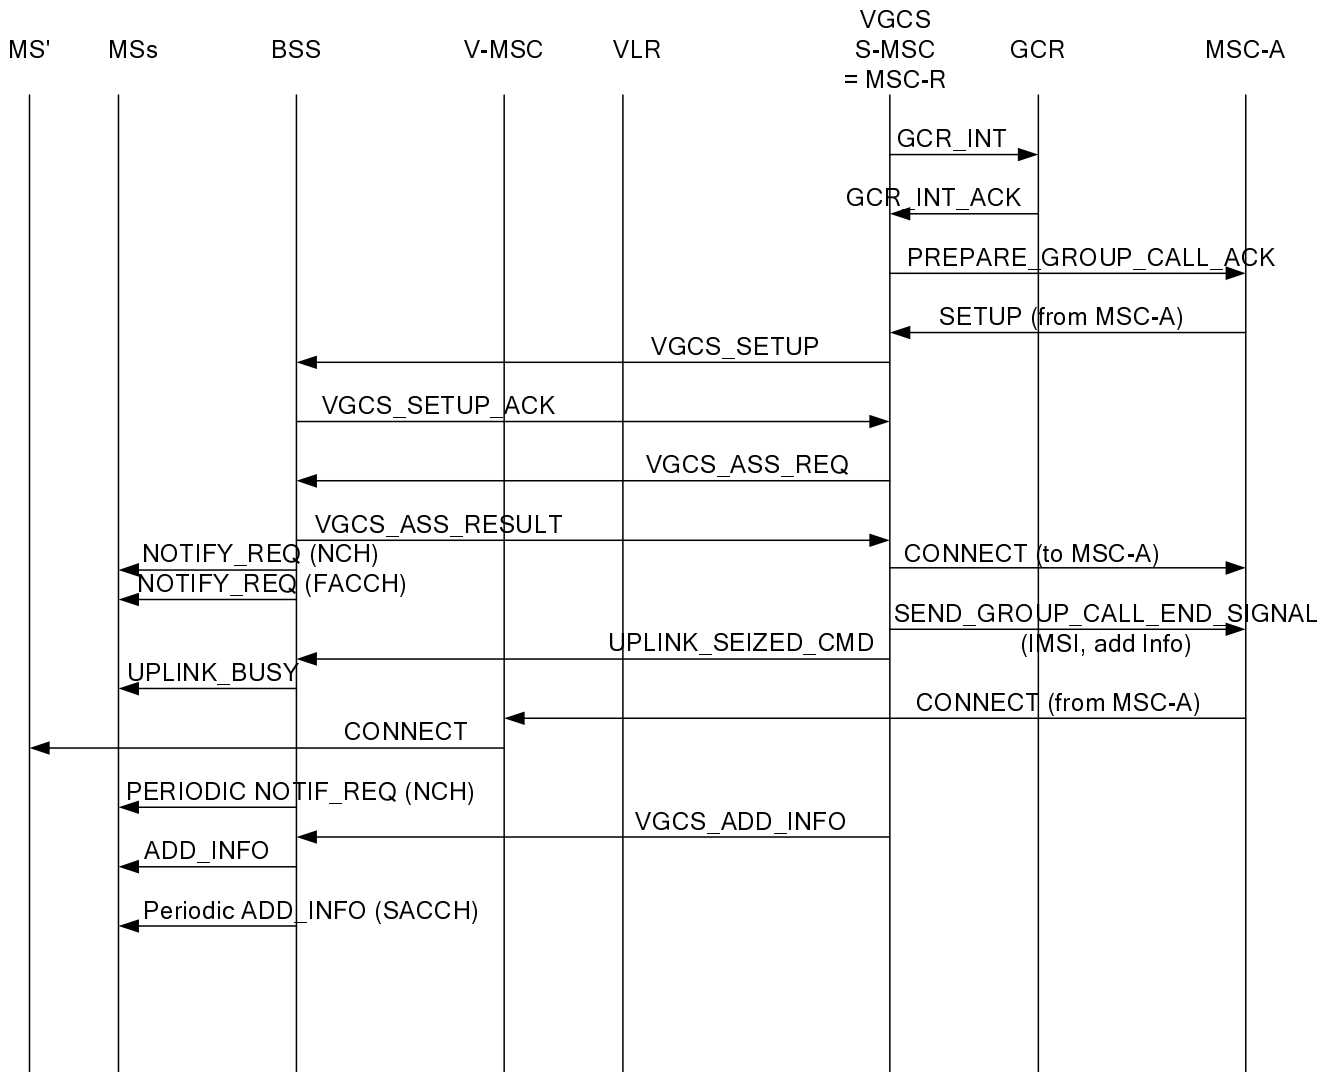 VGCS
MS' MSs BSS V-MSC VLR S-MSC GCR MSC-A
= MSC-R
GCR_INT
GCR_INT_ACK
PREPARE_GROUP_CALL_ACK
SETUP (from MSC-A)
VGCS_SETUP
VGCS_SETUP_ACK
VGCS_ASS_REQ
VGCS_ASS_RESULT
NOTIFY_REQ (NCH)
CONNECT (to MSC-A)
NOTIFY_REQ (FACCH)
SEND_GROUP_CALL_END_SIGNAL
(IMSI, add Info)
UPLINK_SEIZED_CMD
UPLINK_BUSY
CONNECT (from MSC-A)
CONNECT
PERIODIC NOTIF_REQ (NCH)
VGCS_ADD_INFO
ADD_INFO
Periodic ADD_INFO (SACCH)